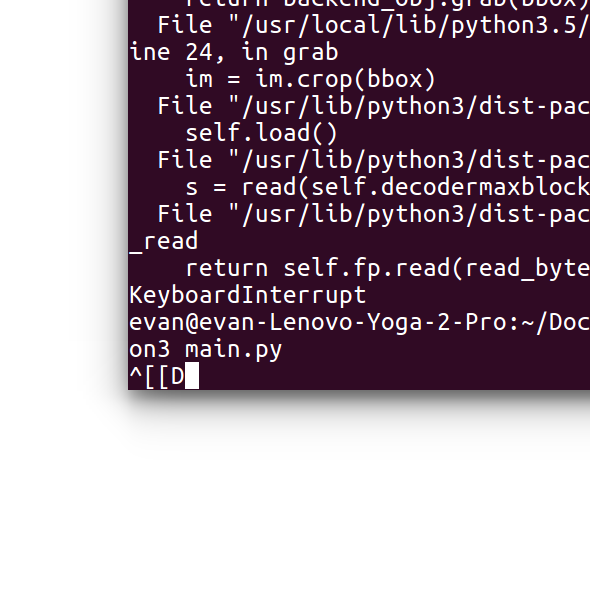 return backend_obj.grab(bbox)
File "/usr/local/lib/python3.5/
ine 24, in grab
im = im.crop(bbox)
File "/usr/lib/python3/dist-pac
self.load()
File "/usr/lib/python3/dist-pac
s = read(self.decodermaxblock
File "/usr/lib/python3/dist-pac
_read
return self.fp.read(read_byte
KeyboardInterrupt
evan@evan-Lenovo-Yoga-2-Pro:~/Doc
on3 main.py
^[[D